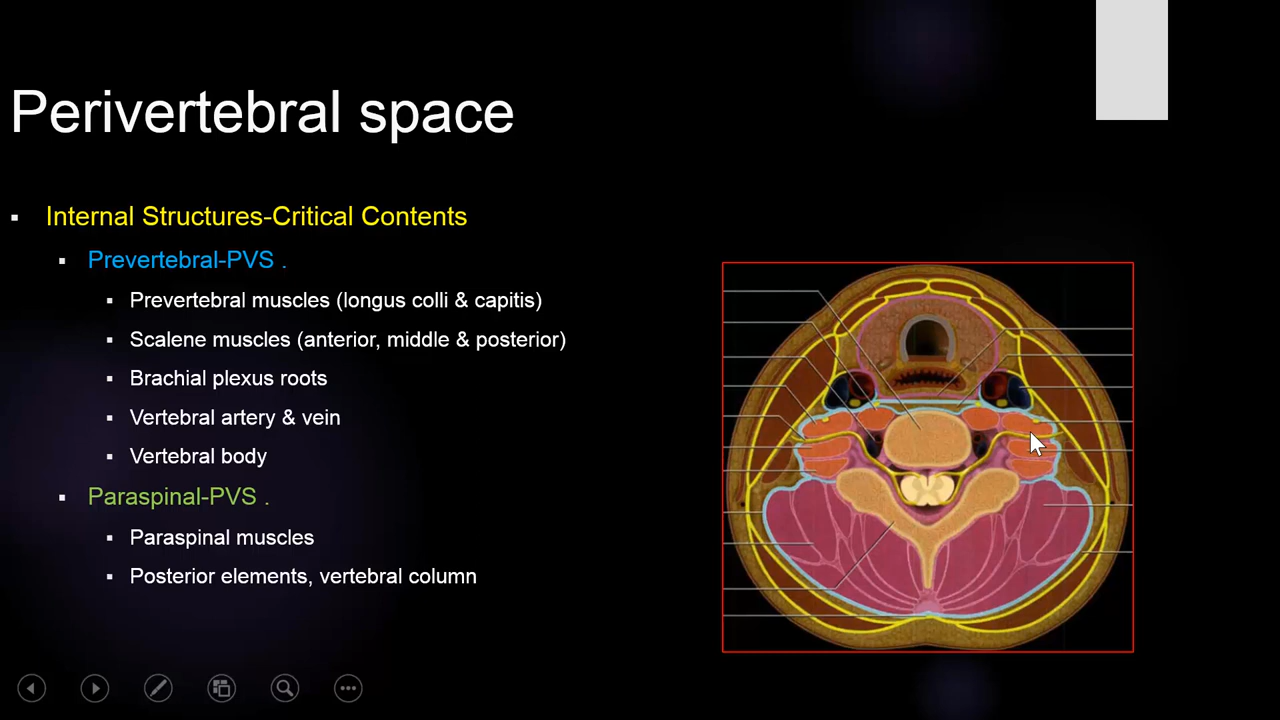 Perivertebral space
▪ Internal Structures-Critical Contents
▪ Prevertebral-PVS .
▪ Prevertebral muscles (longus colli & capitis)
▪ Scalene muscles (anterior, middle & posterior)
▪ Brachial plexus roots
▪ Vertebral artery & vein
▪ Vertebral body
▪ Paraspinal-PVS .
▪ Paraspinal muscles
▪ Posterior elements, vertebral column